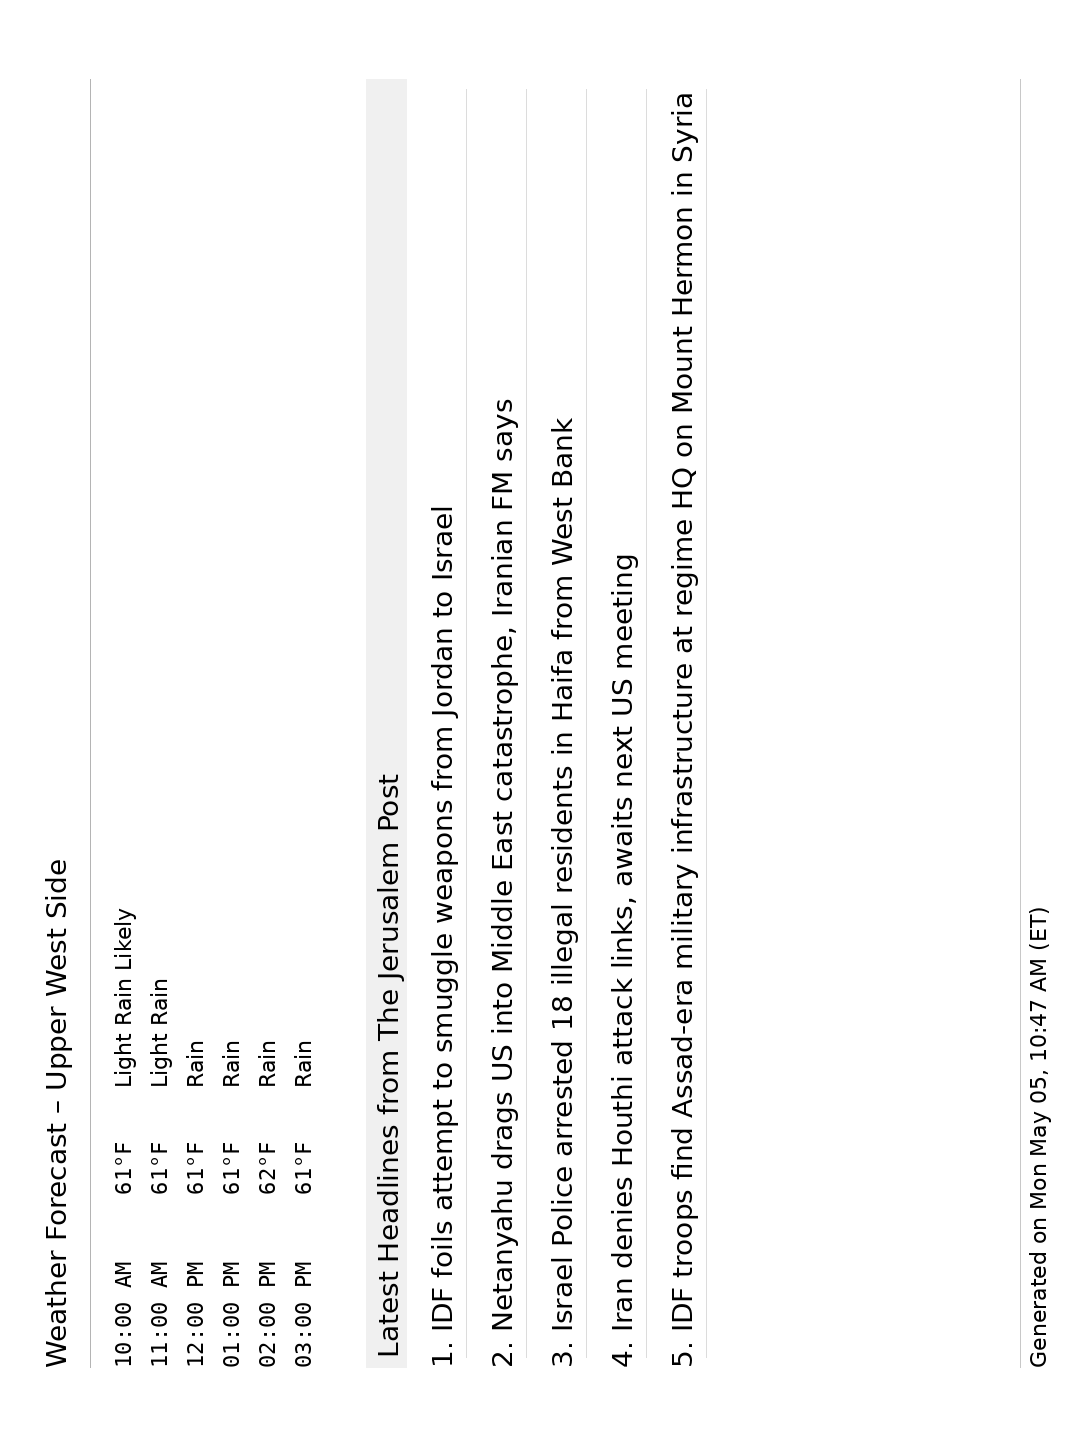 Weather Forecast – Upper West Side
10:00 AM 61°F Light Rain Likely
11:00 AM 61°F Light Rain
12:00 PM 61°F Rain
01:00 PM 61°F Rain
02:00 PM 62°F Rain
03:00 PM 61°F Rain
Latest Headlines from The Jerusalem Post
1. IDF foils attempt to smuggle weapons from Jordan to Israel
2. Netanyahu drags US into Middle East catastrophe, Iranian FM says
3. Israel Police arrested 18 illegal residents in Haifa from West Bank
4. Iran denies Houthi attack links, awaits next US meeting
5. IDF troops find Assad-era military infrastructure at regime HQ on Mount Hermon in Syria
Generated on Mon May 05, 10:47 AM (ET)